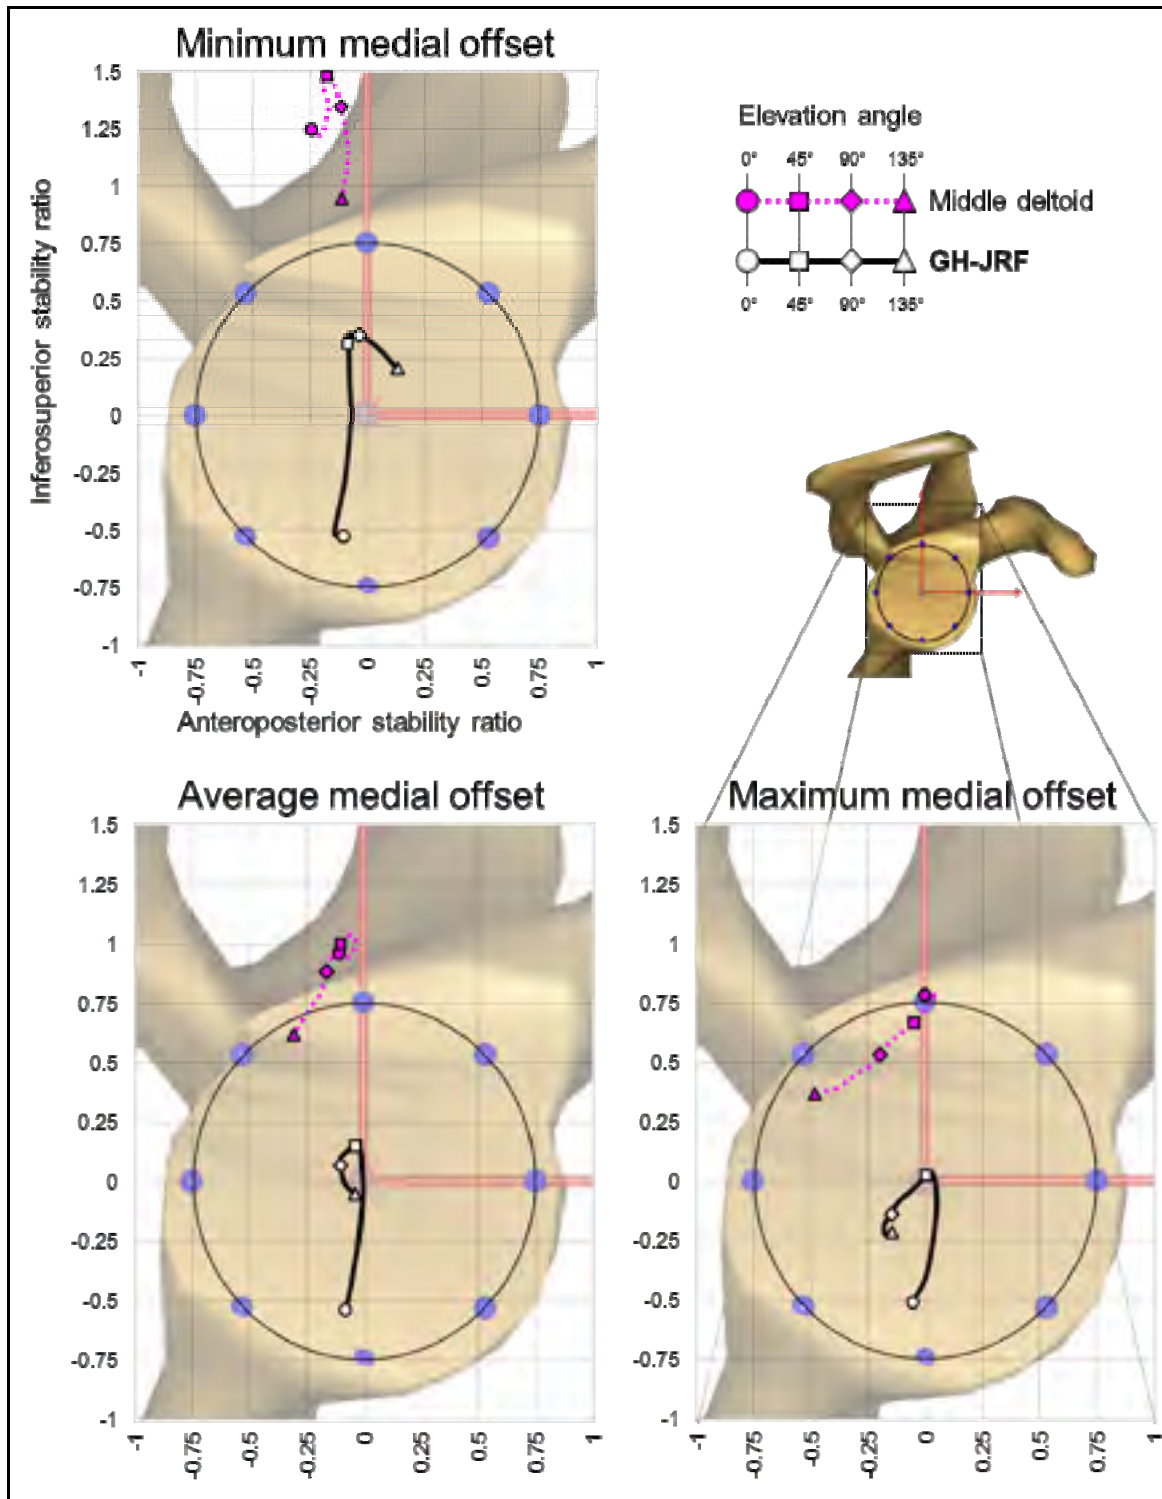 Minimum medial offset
1.5
1.25
1
0.75
0.5
0.25
0
-0.25
-0.5
-0.75
-1
Inferosuperior stability ratio
-1 -0.75 -0.5 -0.25 0 0.25 0.5 0.75 1
Anteroposterior stability ratio
Elevation angle
0° 45° 90° 135°
Middle deltoid
GH-JRF
0° 45° 90° 135°
Average medial offset
1.5
1.25
1
0.75
0.5
0.25
0
-0.25
-0.5
-0.75
-1
-1 -0.75 -0.5 -0.25 0 0.25 0.5 0.75 1
Maximum medial offset
1.5
1.25
1
0.75
0.5
0.25
0
-0.25
-0.5
-0.75
-1
-1 -0.75 -0.5 -0.25 0 0.25 0.5 0.75 1